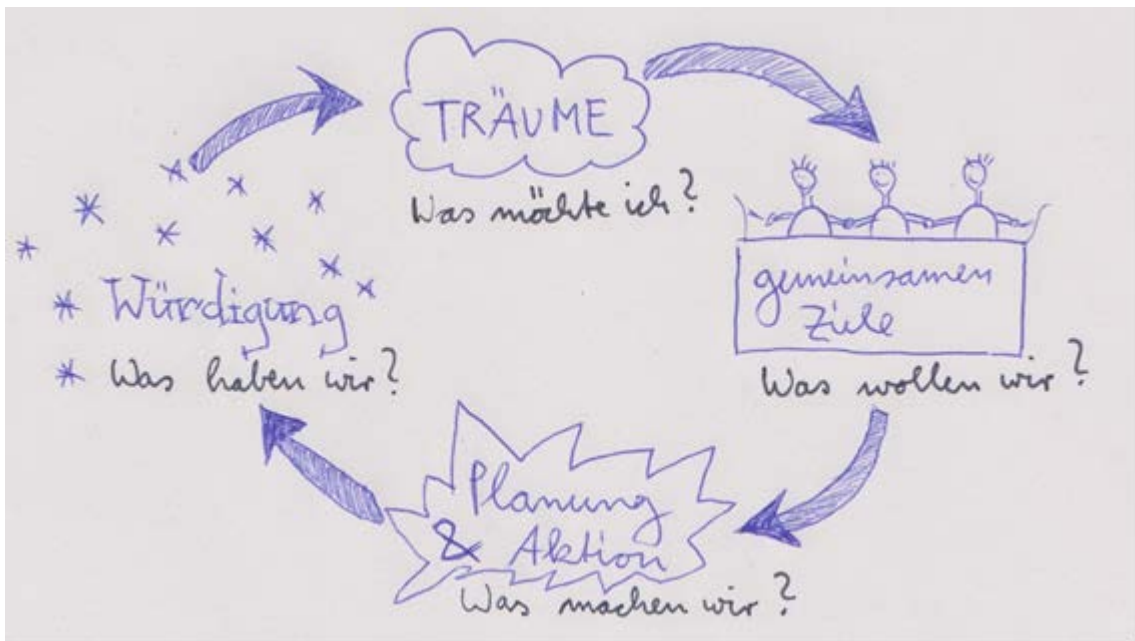 TRÄUME
Was möchte ich?
gemeinsamen
Ziele
Was wollen wir?
Planung
& Aktion
Was machen wir?
Würdigung
Was haben wir?